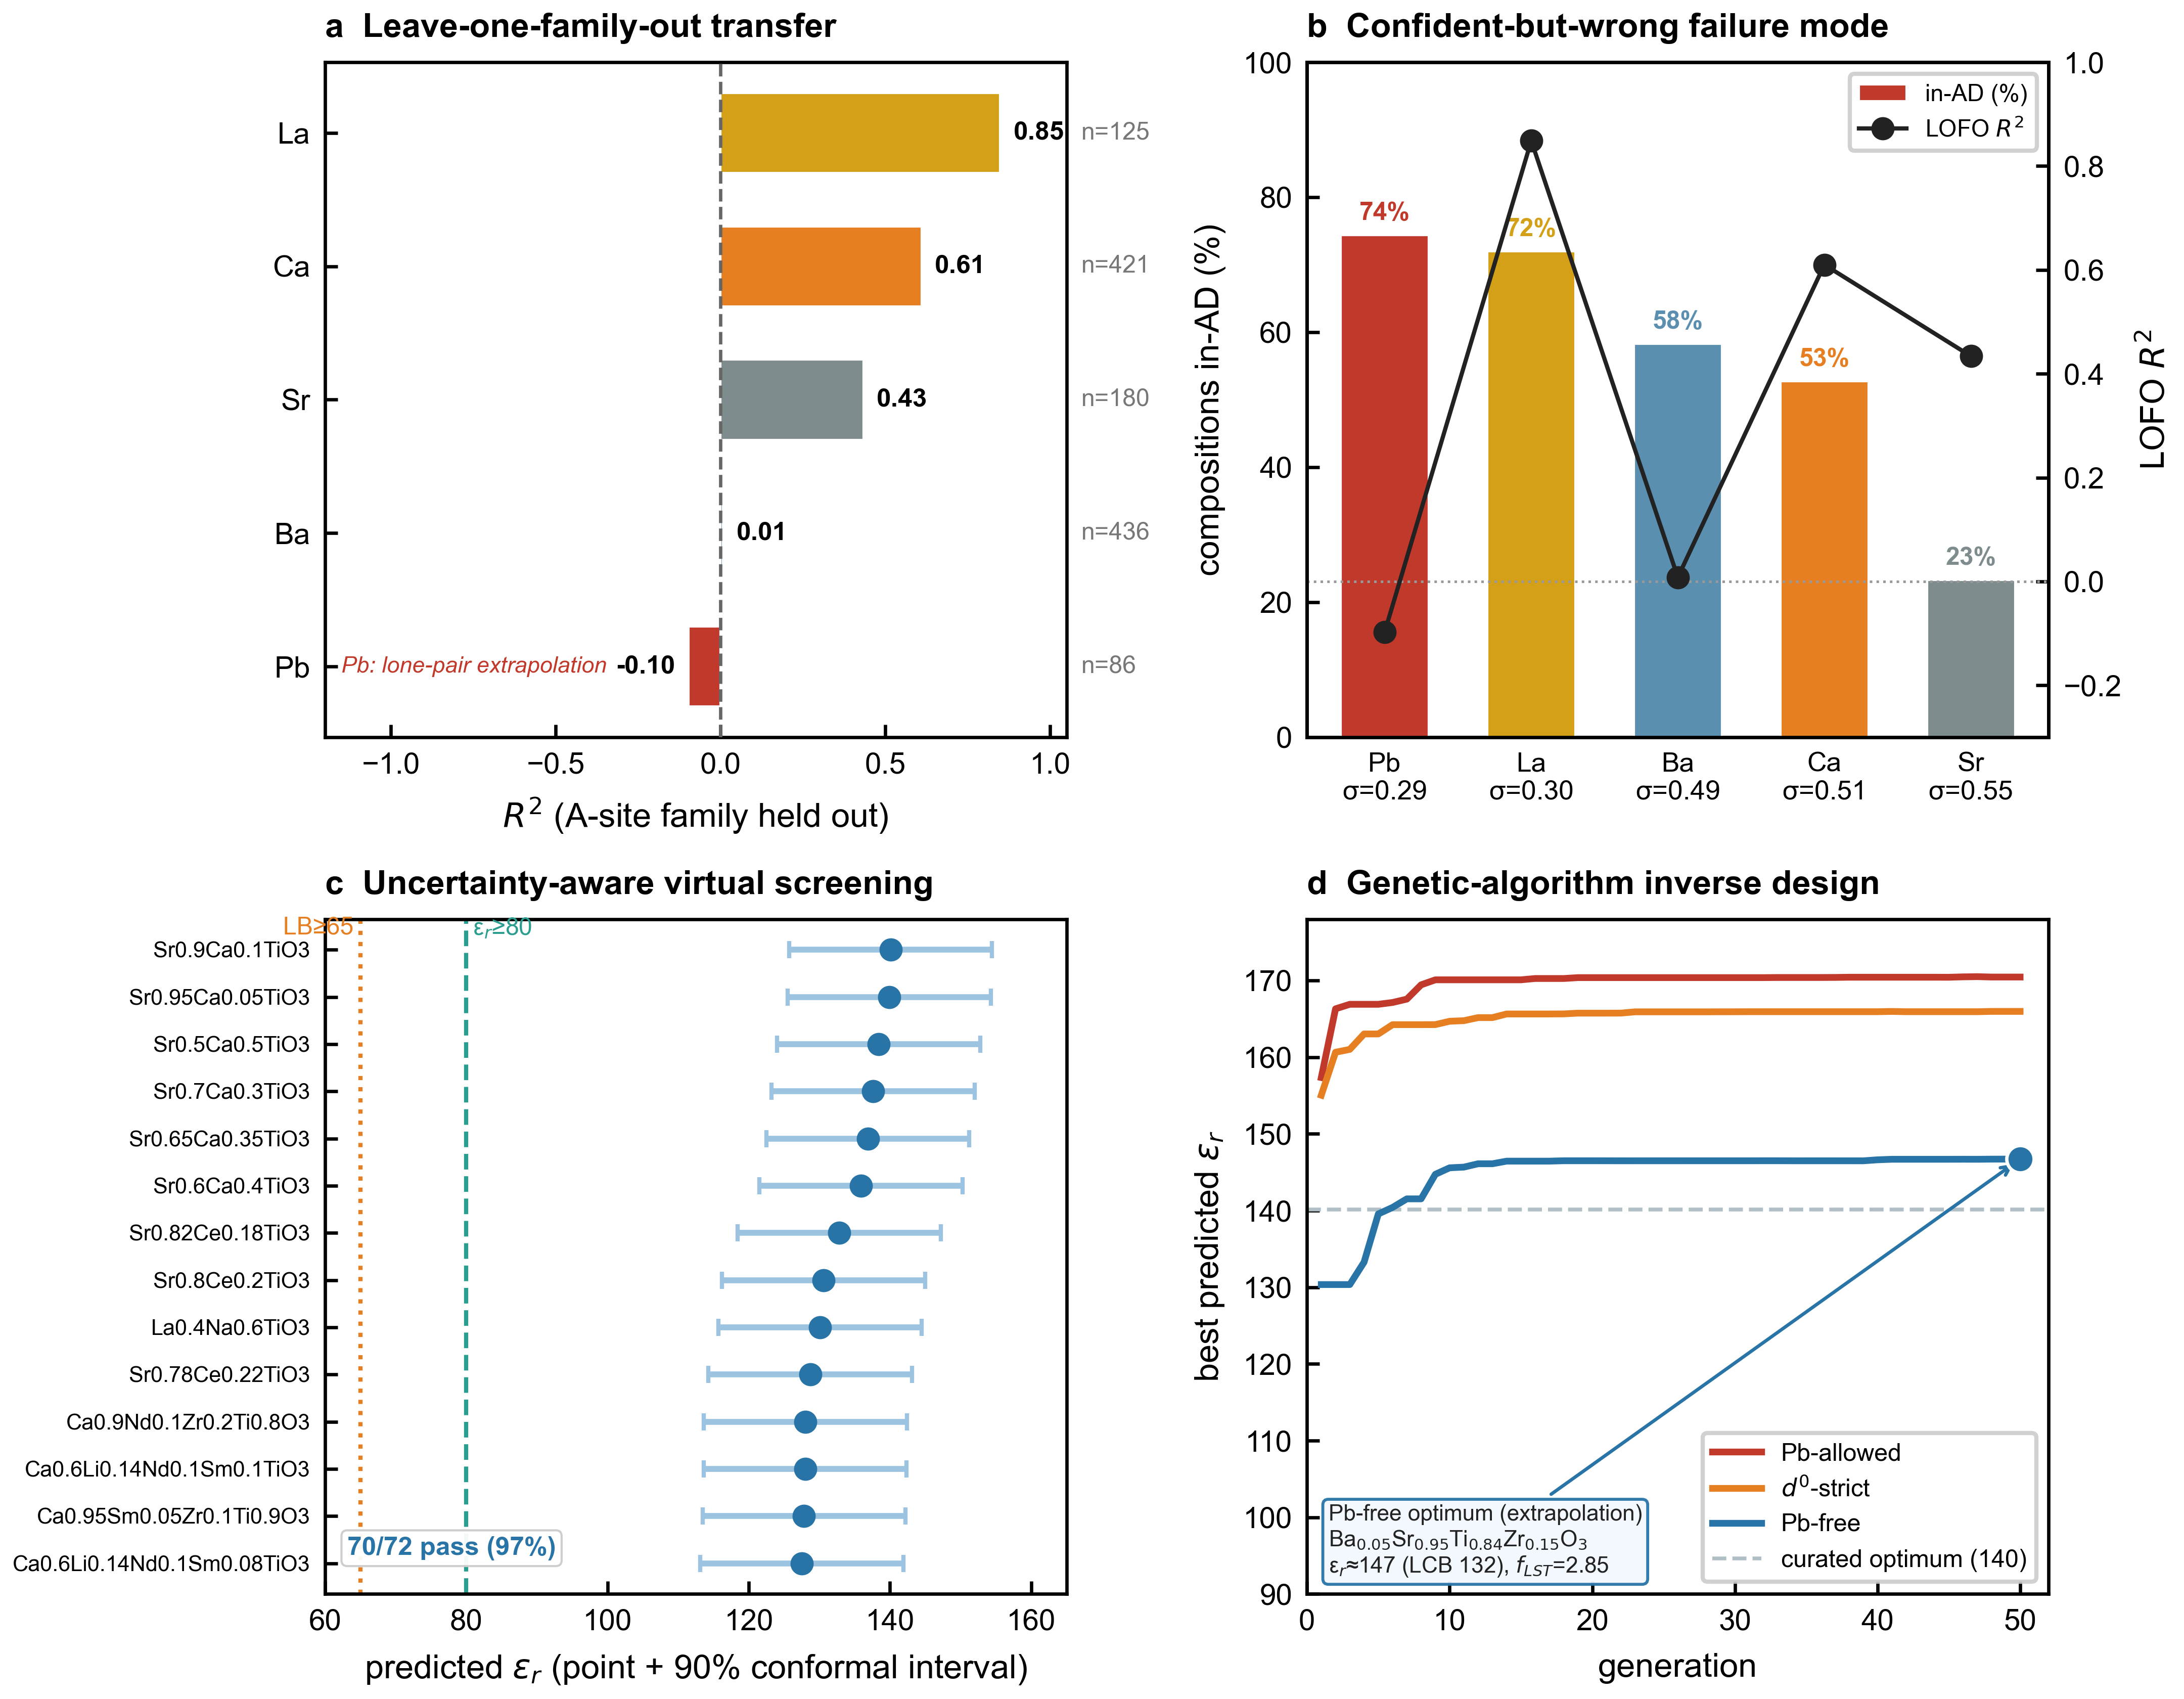 a Leave-one-family-out transfer
La
0.85
n=125
Ca
0.61
n=421
Sr
0.43
n=180
Ba
0.01
n=436
Pb
Pb: lone-pair extrapolation
-0.10
n=86
−1.0 −0.5 0.0 0.5 1.0
R² (A-site family held out)
b Confident-but-wrong failure mode
in-AD (%)
LOFO R²
compositions in-AD (%)
100
80
60
40
20
0
74%
72%
58%
53%
23%
1.0
0.8
0.6
0.4
0.2
0.0
−0.2
LOFO R²
Pb La Ba Ca Sr
σ=0.29 σ=0.30 σ=0.49 σ=0.51 σ=0.55
c Uncertainty-aware virtual screening
LB≥65
εᵣ≥80
Sr0.9Ca0.1TiO3
Sr0.95Ca0.05TiO3
Sr0.5Ca0.5TiO3
Sr0.7Ca0.3TiO3
Sr0.65Ca0.35TiO3
Sr0.6Ca0.4TiO3
Sr0.82Ce0.18TiO3
Sr0.8Ce0.2TiO3
La0.4Na0.6TiO3
Sr0.78Ce0.22TiO3
Ca0.9Nd0.1Zr0.2Ti0.8O3
Ca0.6Li0.14Nd0.1Sm0.1TiO3
Ca0.95Sm0.05Zr0.1Ti0.9O3
Ca0.6Li0.14Nd0.1Sm0.08TiO3
70/72 pass (97%)
60 80 100 120 140 160
predicted εᵣ (point + 90% conformal interval)
d Genetic-algorithm inverse design
best predicted εᵣ
170
160
150
140
130
120
110
100
90
Pb-free optimum (extrapolation)
Ba₀.₀₅Sr₀.₉₅Ti₀.₈₄Zr₀.₁₅O₃
εᵣ≈147 (LCB 132), f_LST=2.85
Pb-allowed
d⁰-strict
Pb-free
curated optimum (140)
0 10 20 30 40 50
generation